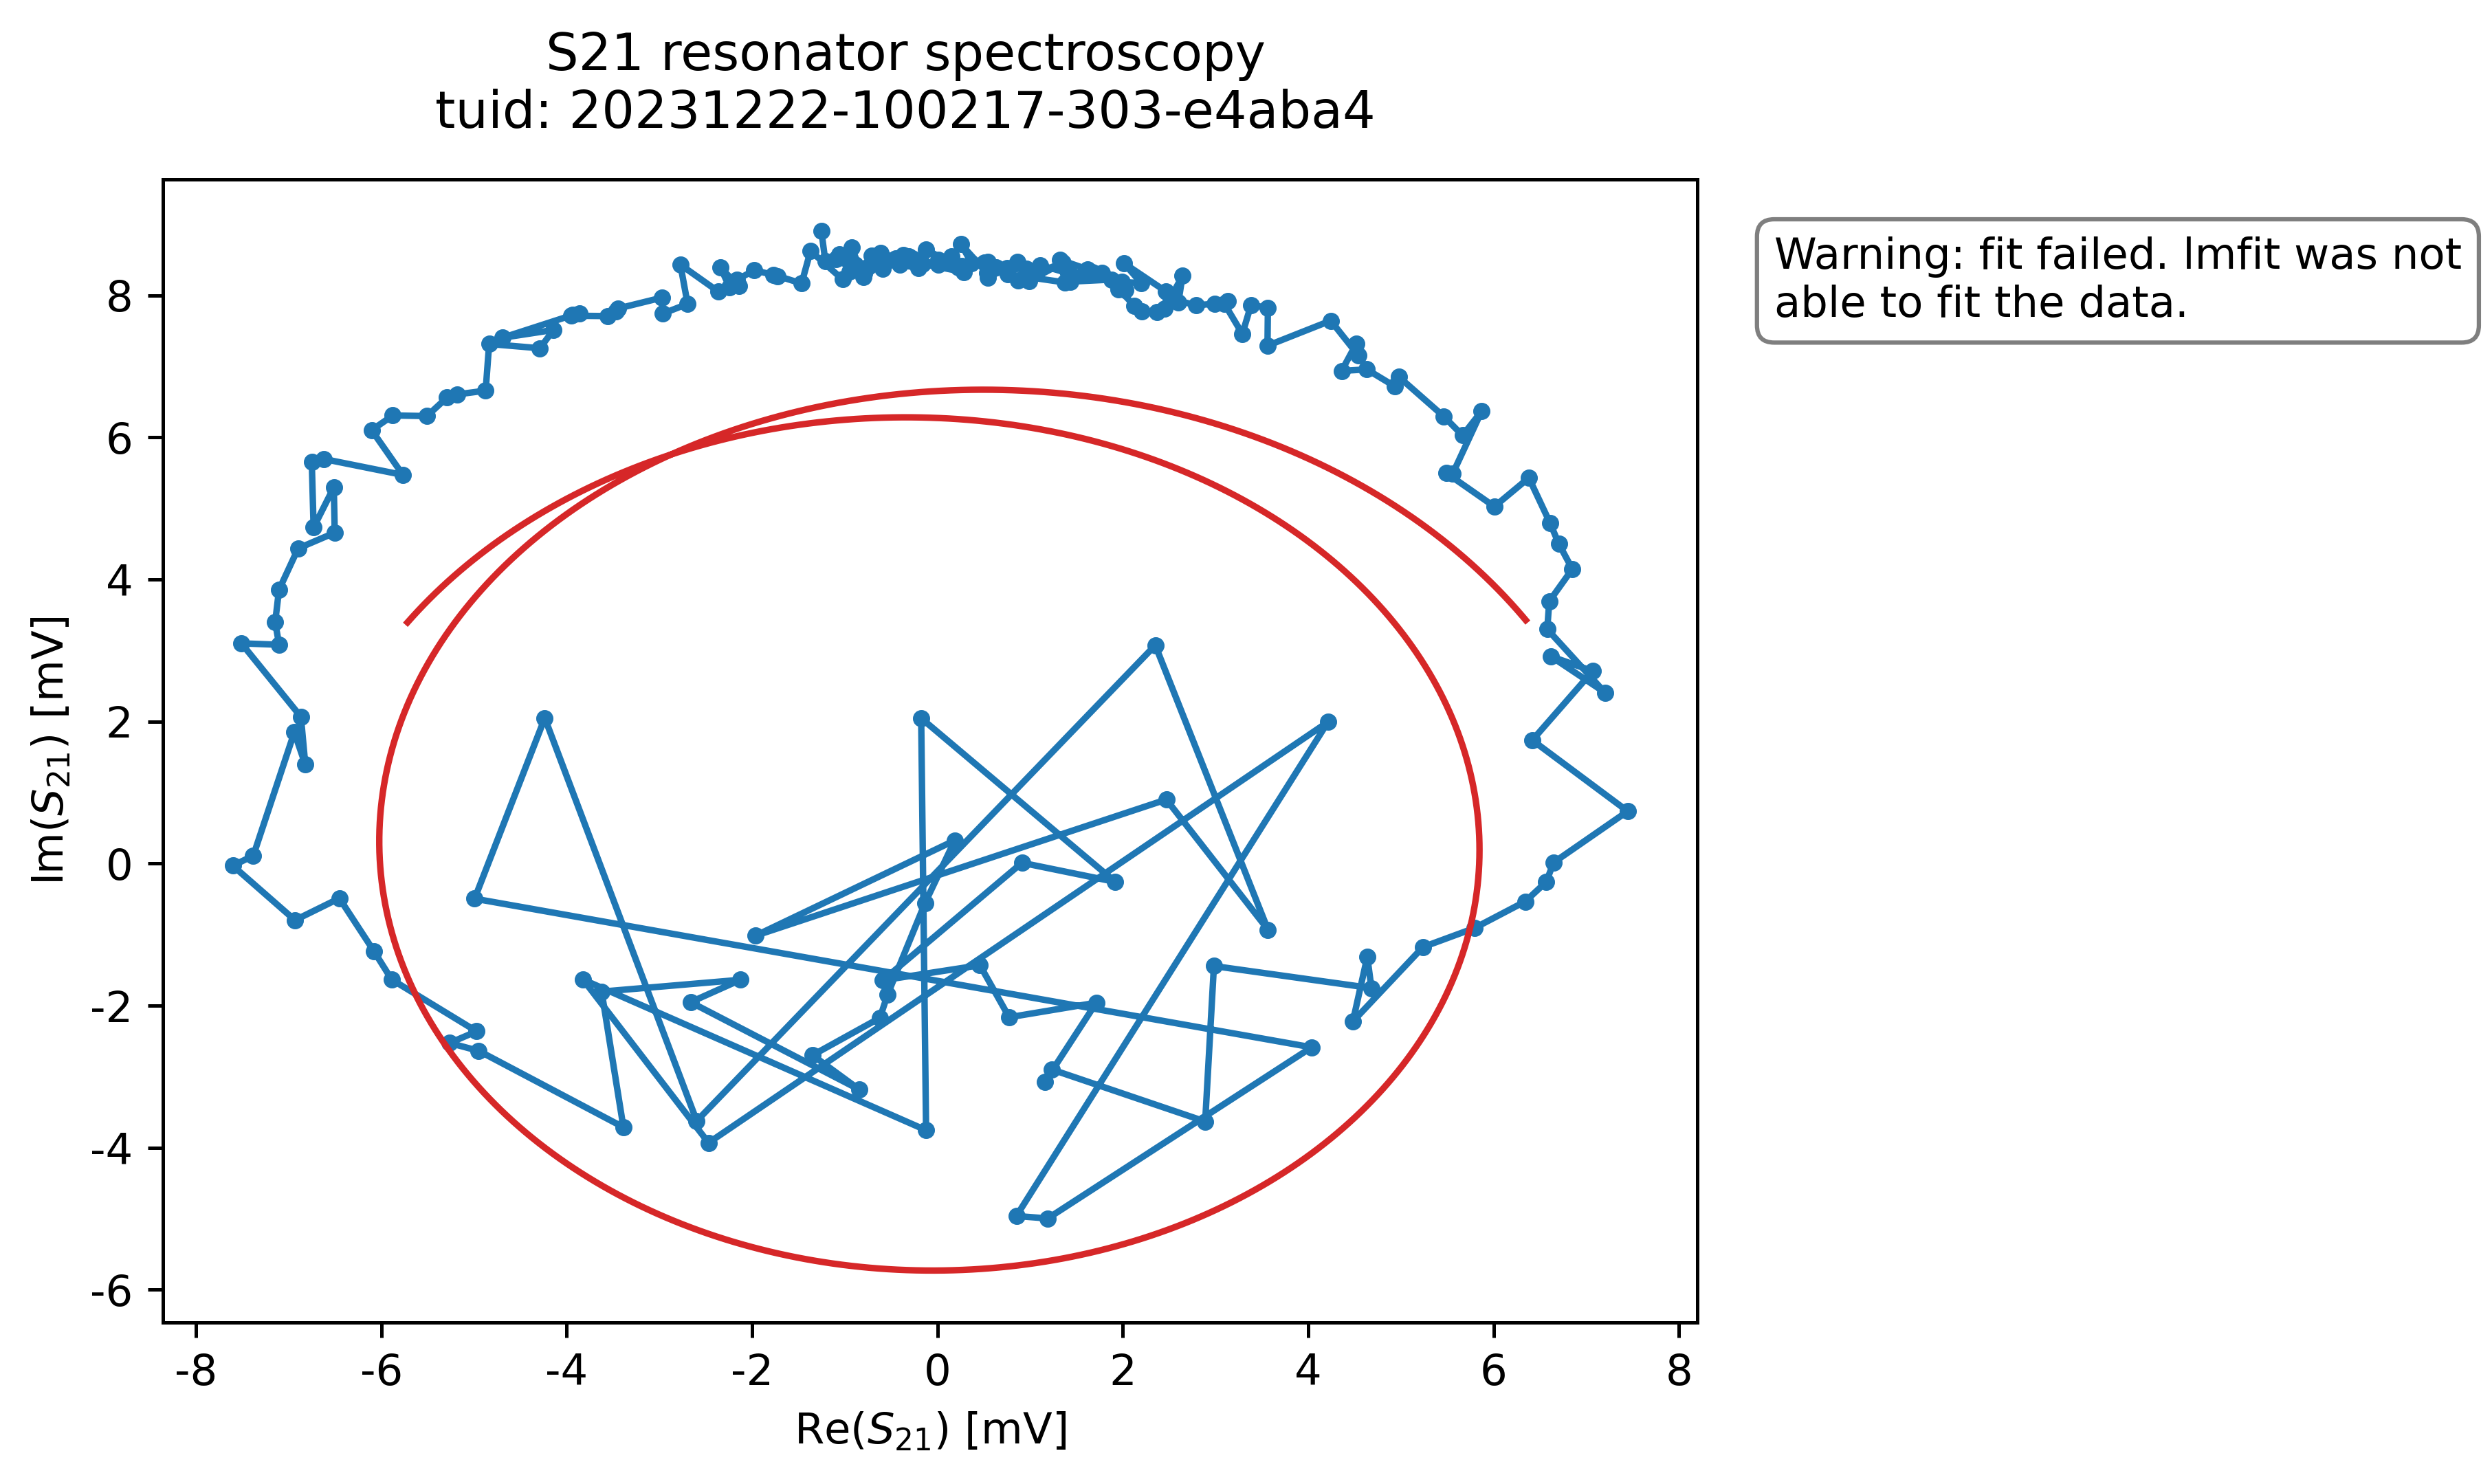 S21 resonator spectroscopy
tuid: 20231222-100217-303-e4aba4
Warning: fit failed. lmfit was not
able to fit the data.
Im(S21) [mV]
8
6
4
2
0
-2
-4
-6
-8 -6 -4 -2 0 2 4 6 8
Re(S21) [mV]